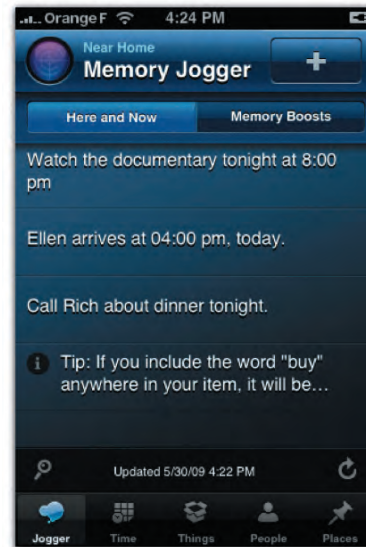 Orange F 4:24 PM
Near Home
Memory Jogger
+
Here and Now Memory Boosts
Watch the documentary tonight at 8:00
pm
Ellen arrives at 04:00 pm, today.
Call Rich about dinner tonight.
Tip: If you include the word "buy"
anywhere in your item, it will be…
Updated 5/30/09 4:22 PM
Jogger Time Things People Places